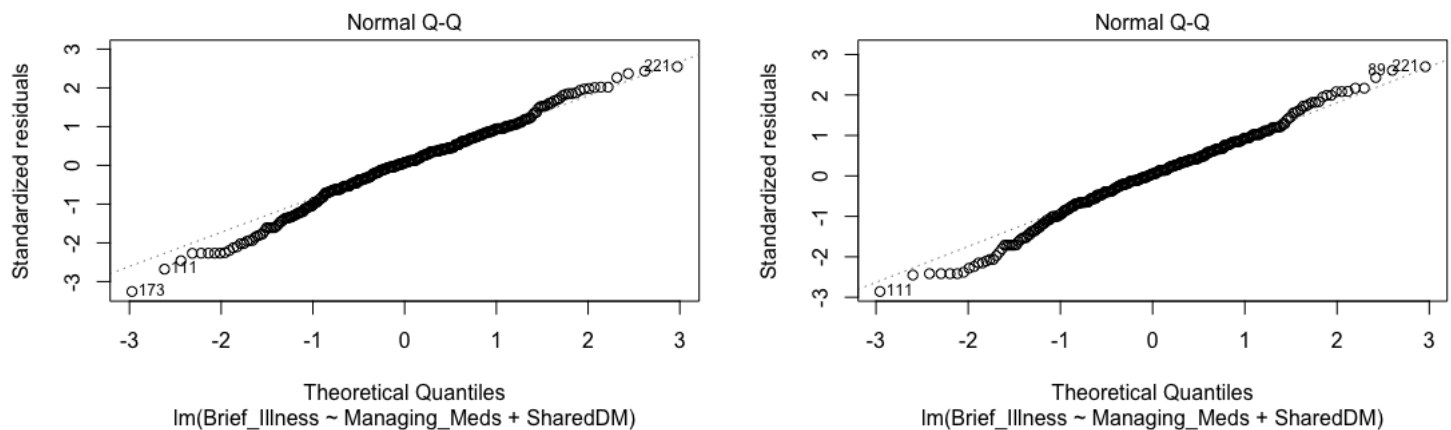 Normal Q-Q
Standardized residuals
3
2
1
0
-1
-2
-3
221
111
173
-3 -2 -1 0 1 2 3
Theoretical Quantiles
lm(Brief_Illness ~ Managing_Meds + SharedDM)
Normal Q-Q
Standardized residuals
3
2
1
0
-1
-2
-3
89 221
111
-3 -2 -1 0 1 2 3
Theoretical Quantiles
lm(Brief_Illness ~ Managing_Meds + SharedDM)